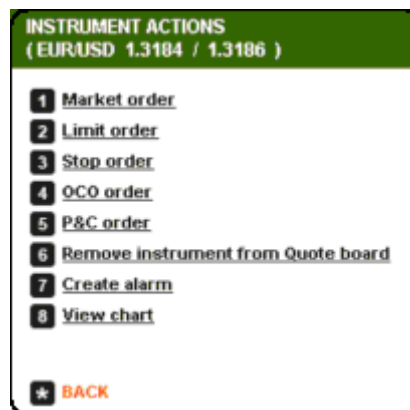 INSTRUMENT ACTIONS
( EUR/USD 1.3184 / 1.3186 )
1 Market order
2 Limit order
3 Stop order
4 OCO order
5 P&C order
6 Remove instrument from Quote board
7 Create alarm
8 View chart
* BACK